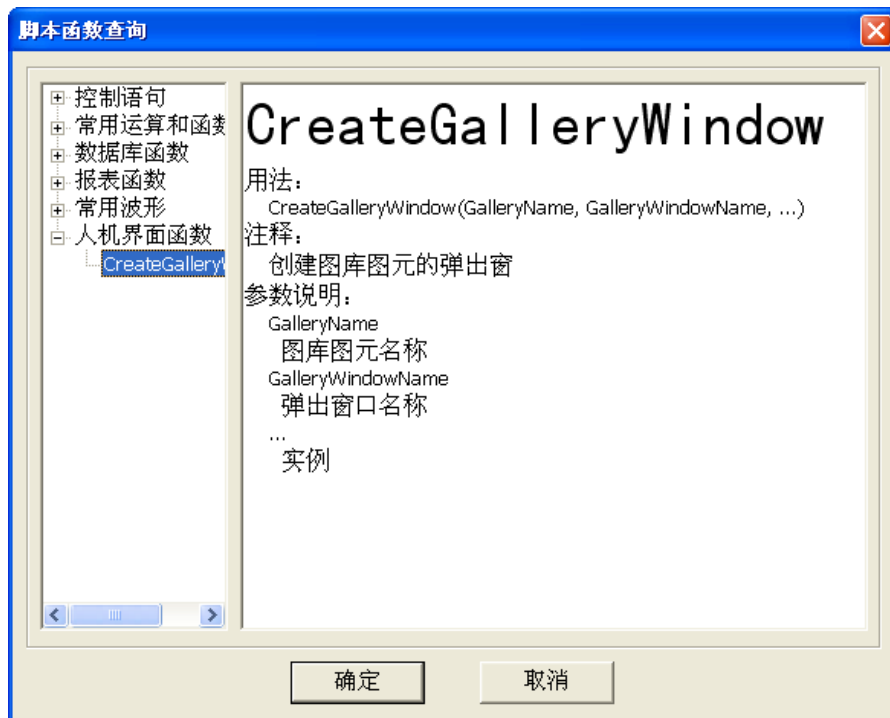 脚本函数查询
控制语句
常用运算和函数
数据库函数
报表函数
常用波形
人机界面函数
CreateGalleryW
CreateGalleryWindow
用法：
CreateGalleryWindow(GalleryName, GalleryWindowName, ...)
注释：
创建图库图元的弹出窗
参数说明：
GalleryName
图库图元名称
GalleryWindowName
弹出窗口名称
...
实例
确定
取消